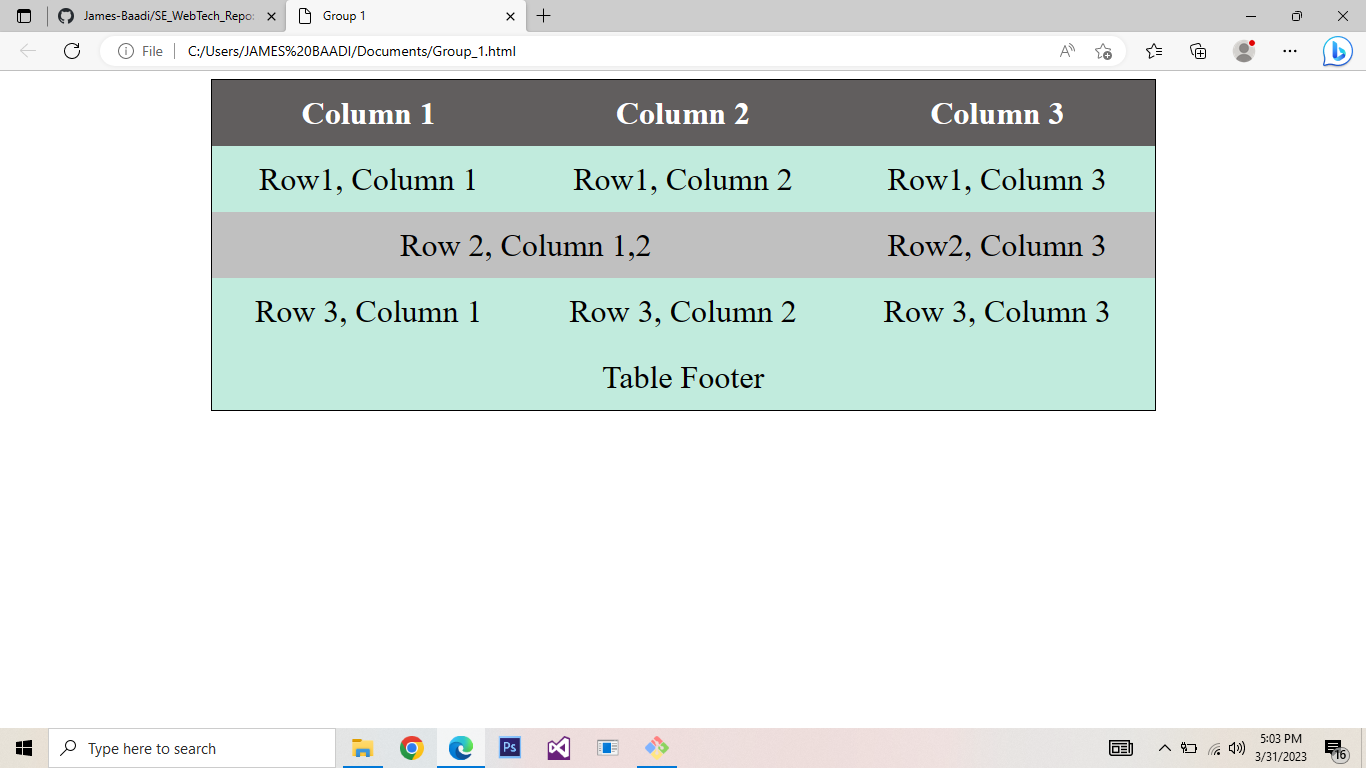 James-Baadi/SE_WebTech_Repo
Group 1
File
C:/Users/JAMES%20BAADI/Documents/Group_1.html
Column 1 Column 2 Column 3
Row1, Column 1 Row1, Column 2 Row1, Column 3
Row 2, Column 1,2 Row2, Column 3
Row 3, Column 1 Row 3, Column 2 Row 3, Column 3
Table Footer
Type here to search
Ps
5:03 PM
3/31/2023
16